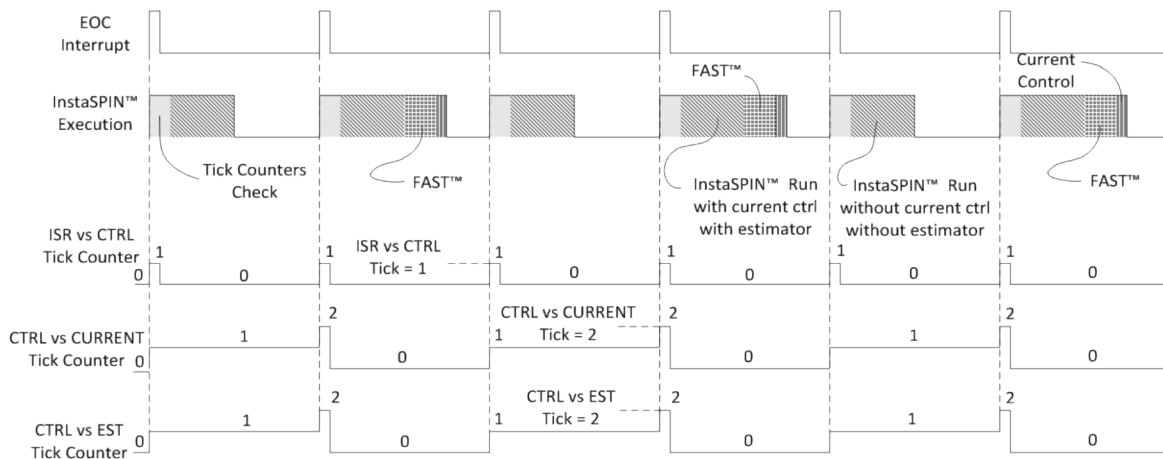 EOC
Interrupt
InstaSPIN™
Execution
FAST™
Current
Control
Tick Counters
Check
FAST™
InstaSPIN™ Run
with current ctrl
with estimator
InstaSPIN™ Run
without current ctrl
without estimator
FAST™
ISR vs CTRL
Tick Counter
0
1
0
1
ISR vs CTRL
Tick = 1
1
0
1
0
1
0
1
0
CTRL vs CURRENT
Tick Counter
0
1
2
0
1
CTRL vs CURRENT
Tick = 2
2
0
1
2
0
CTRL vs EST
Tick Counter
0
1
2
0
1
CTRL vs EST
Tick = 2
2
0
1
2
0